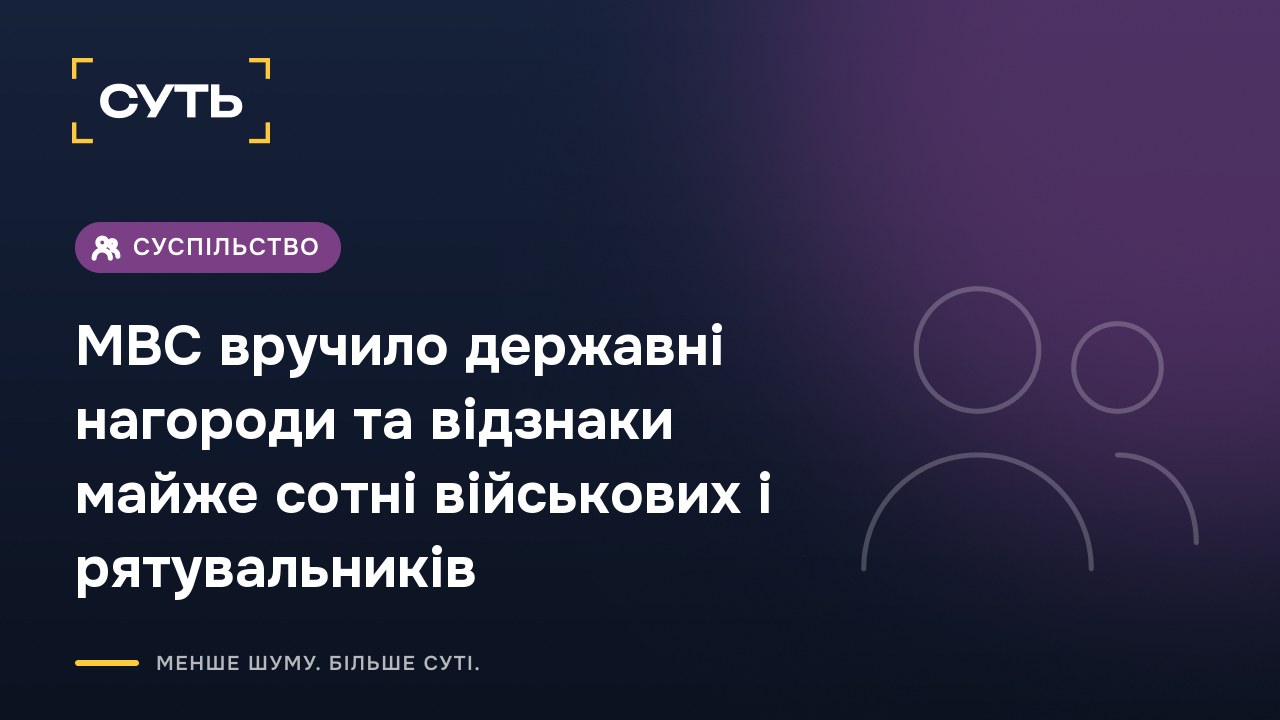 СУТЬ
СУСПІЛЬСТВО
МВС вручило державні
нагороди та відзнаки
майже сотні військових і
рятувальників
МЕНШЕ ШУМУ. БІЛЬШЕ СУТІ.